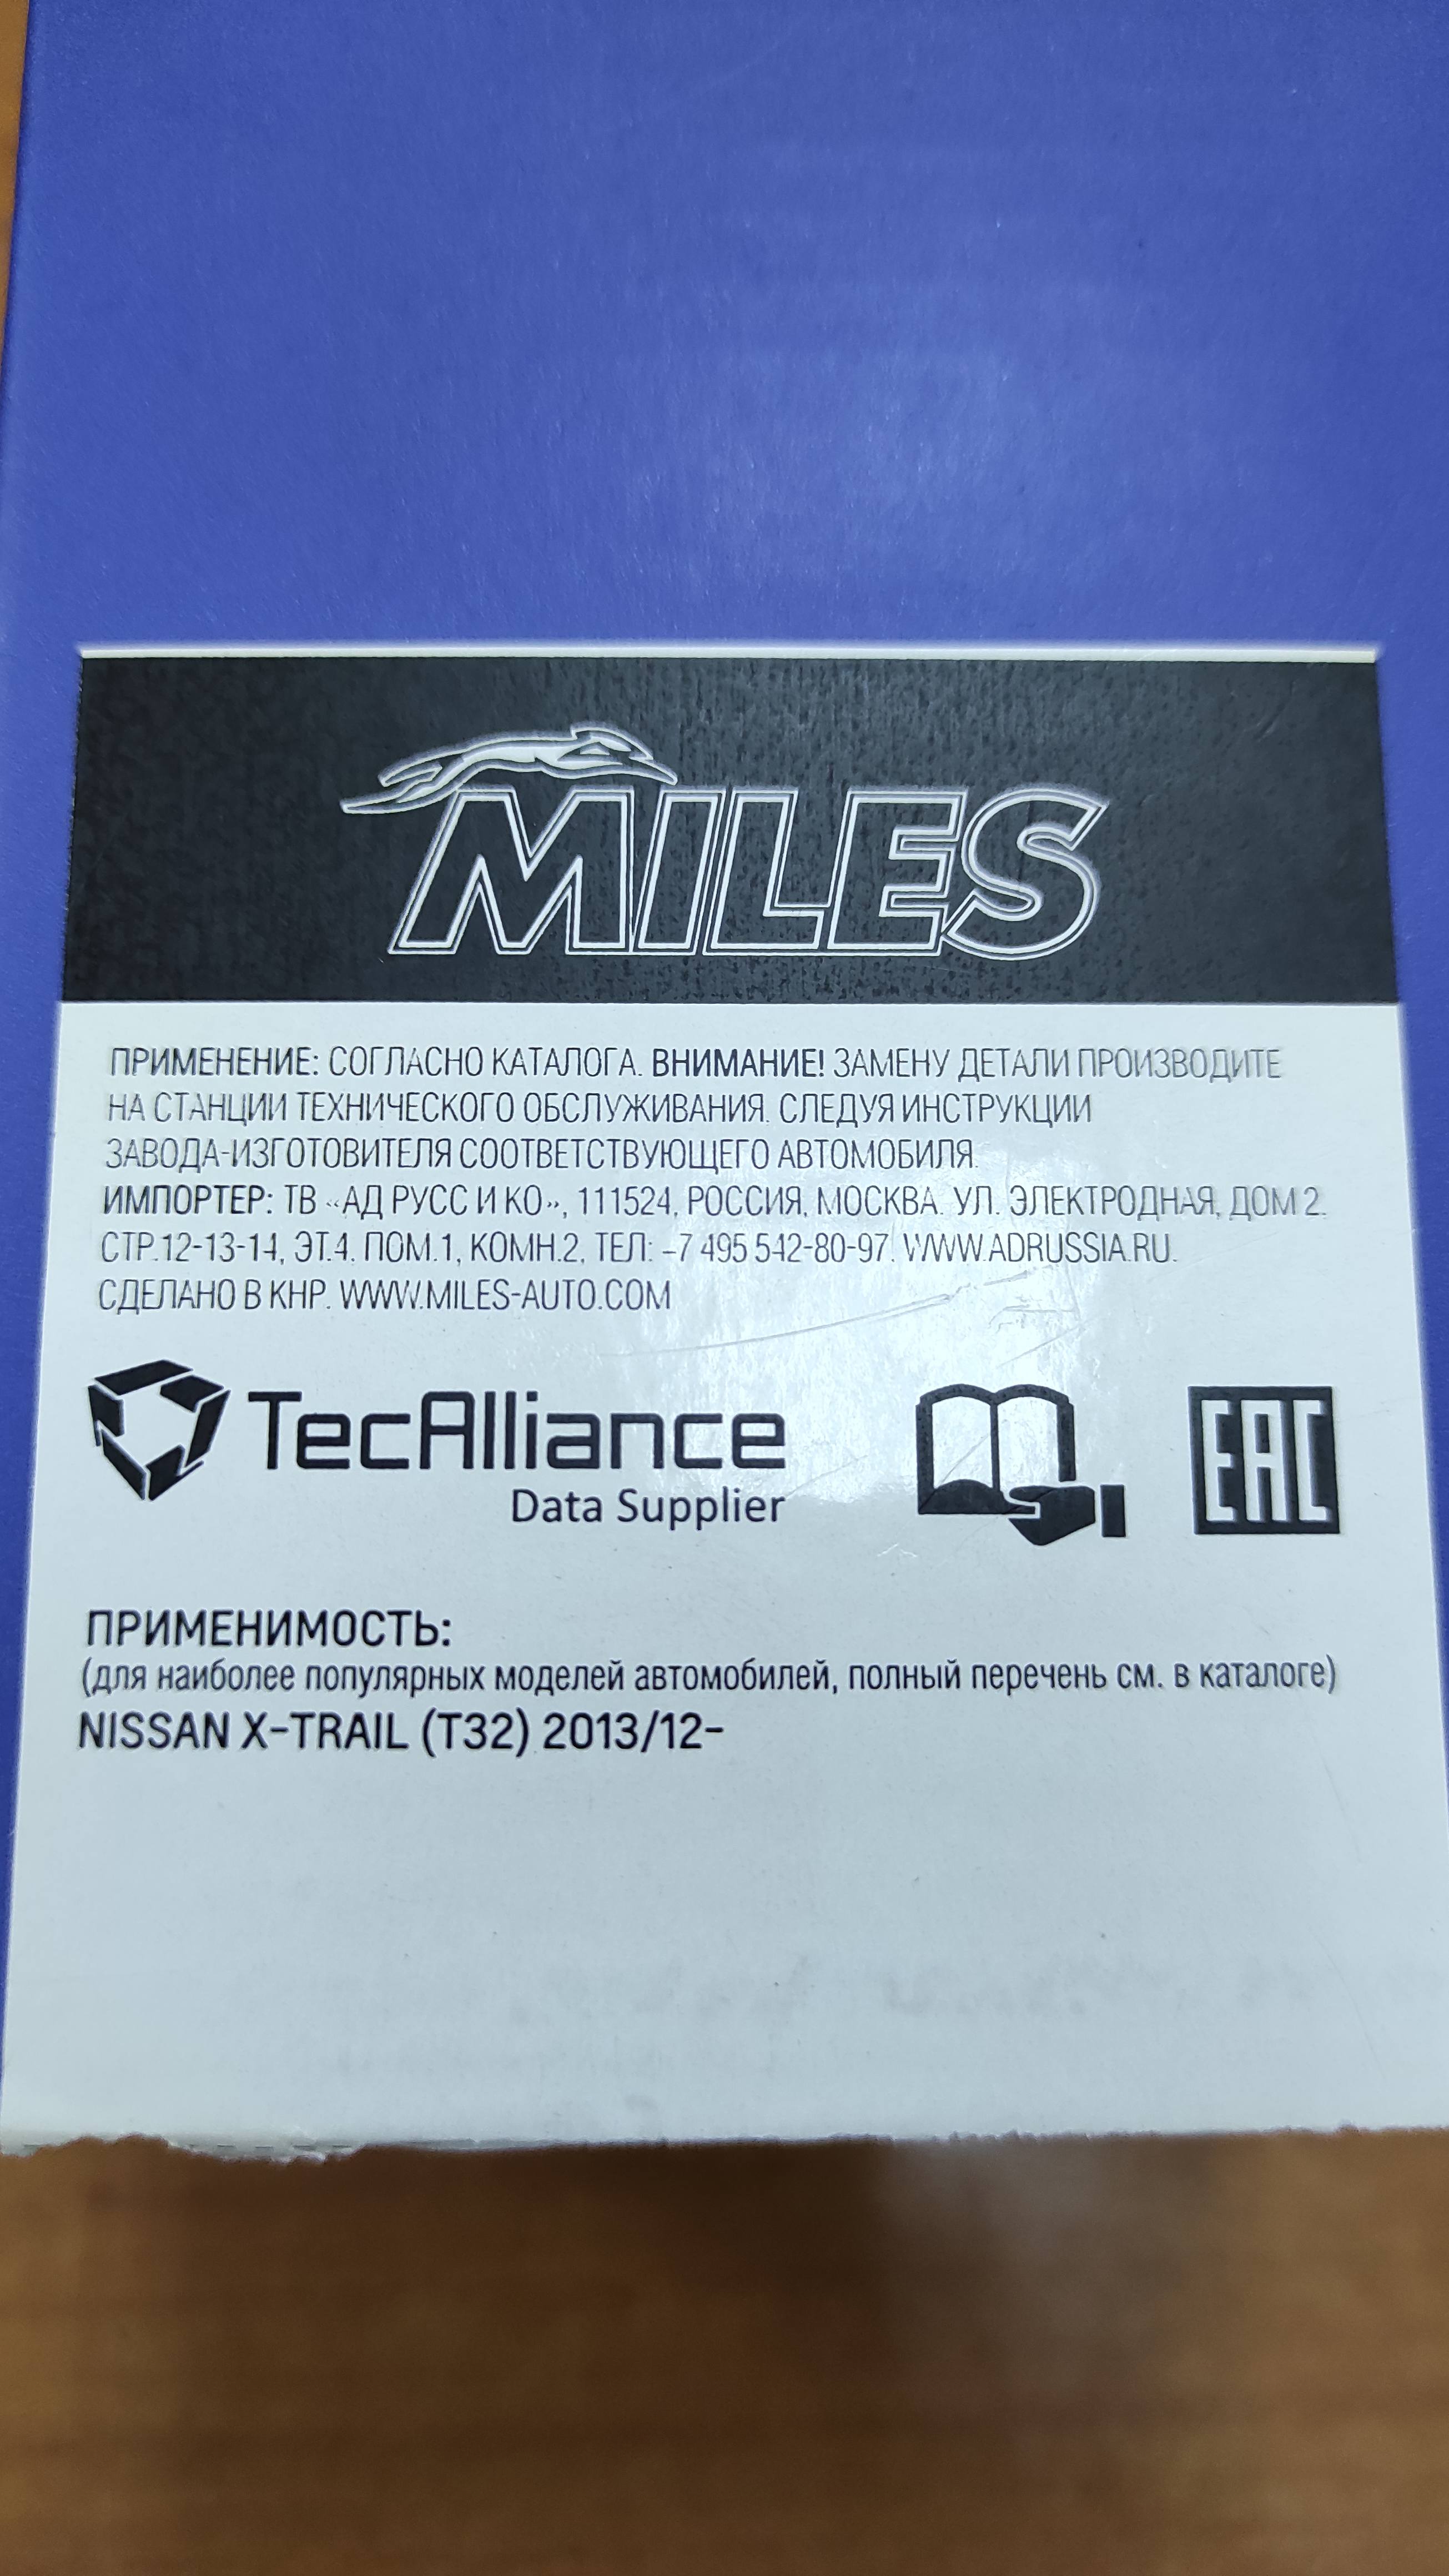 MILES
ПРИМЕНЕНИЕ: СОГЛАСНО КАТАЛОГА. ВНИМАНИЕ! ЗАМЕНУ ДЕТАЛИ ПРОИЗВОДИТЕ
НА СТАНЦИИ ТЕХНИЧЕСКОГО ОБСЛУЖИВАНИЯ. СЛЕДУЯ ИНСТРУКЦИИ
ЗАВОДА-ИЗГОТОВИТЕЛЯ СООТВЕТСТВУЮЩЕГО АВТОМОБИЛЯ.
ИМПОРТЕР: ТВ «АД РУСС И КО», 111524, РОССИЯ, МОСКВА. УЛ. ЭЛЕКТРОДНАЯ, ДОМ 2.
СТР.12-13-14, ЭТ.4. ПОМ.1, КОМН.2, ТЕЛ: +7 495 542-80-97. WWW.ADRUSSIA.RU.
СДЕЛАНО В КНР. WWW.MILES-AUTO.COM
TecAlliance
Data Supplier
EAC
ПРИМЕНИМОСТЬ:
(для наиболее популярных моделей автомобилей, полный перечень см. в каталоге)
NISSAN X-TRAIL (T32) 2013/12-